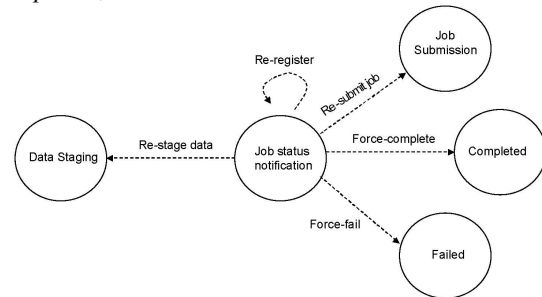 Job
Submission
Re-register
Re-submit job
Force-complete
Re-stage data
Data Staging
Job status
notification
Completed
Force-fail
Failed